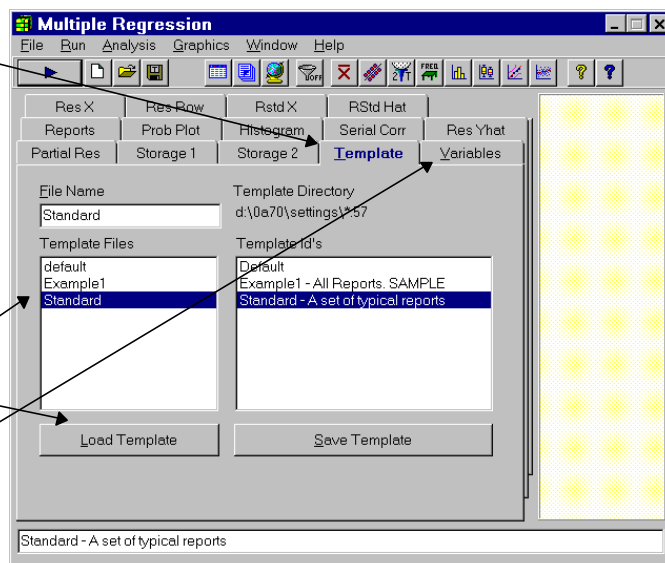 Multiple Regression
File Run Analysis Graphics Window Help
OFF 2πT FREQ ? ?
Res X Res Row Rstd X RStd Hat
Reports Prob Plot Histogram Serial Corr Res Yhat
Partial Res Storage 1 Storage 2 Template Variables
File Name Template Directory
Standard d:\0a70\settings\*.57
Template Files Template Id's
default Default
Example1 Example1 - All Reports. SAMPLE
Standard Standard - A set of typical reports
Load Template Save Template
Standard - A set of typical reports